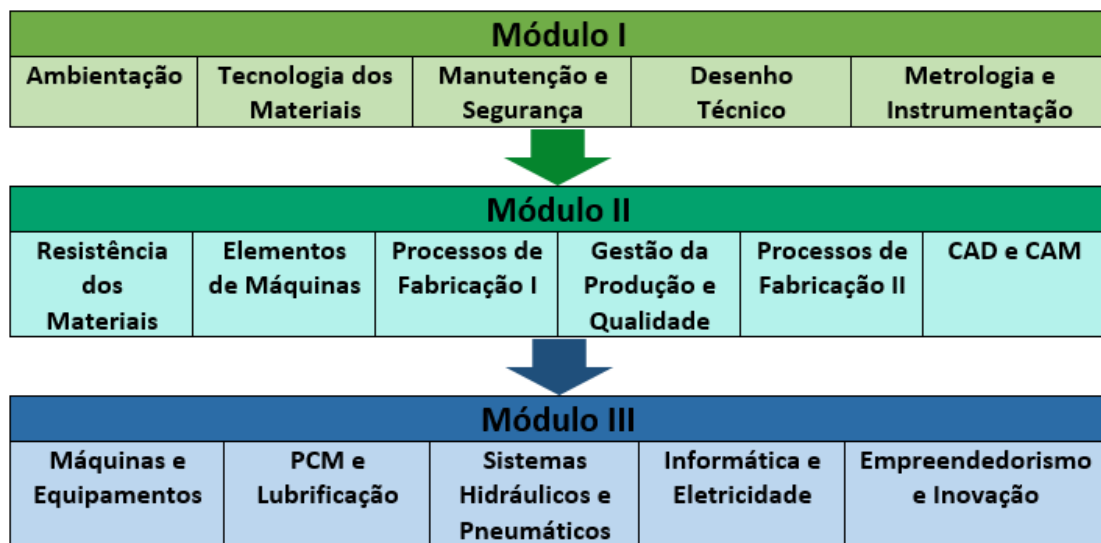 Módulo I
Ambientação
Tecnologia dos
Materiais
Manutenção e
Segurança
Desenho
Técnico
Metrologia e
Instrumentação
Módulo II
Resistência
dos
Materiais
Elementos
de Máquinas
Processos de
Fabricação I
Gestão da
Produção e
Qualidade
Processos de
Fabricação II
CAD e CAM
Módulo III
Máquinas e
Equipamentos
PCM e
Lubrificação
Sistemas
Hidráulicos e
Pneumáticos
Informática e
Eletricidade
Empreendedorismo
e Inovação